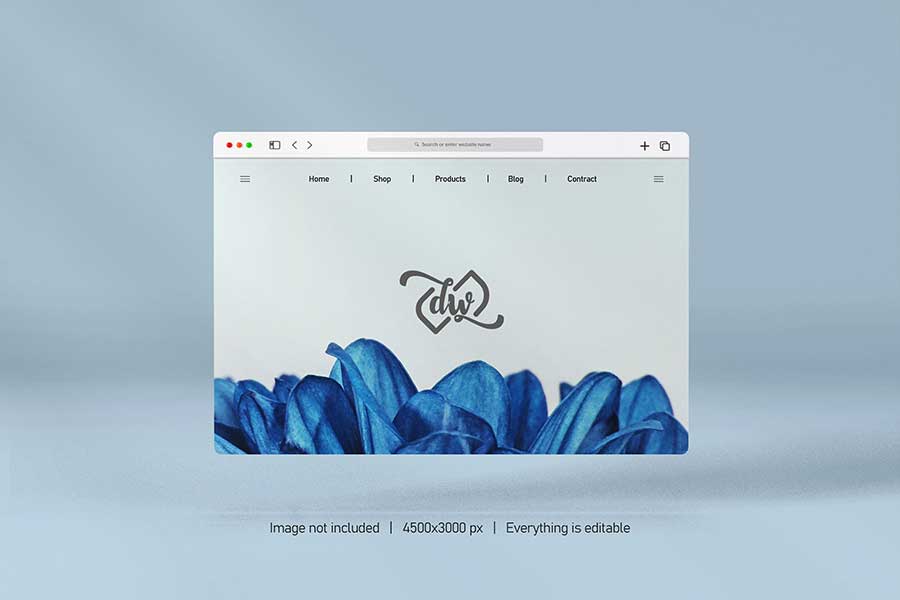 Search or enter website name
Home | Shop | Products | Blog | Contract
dw
Image not included | 4500x3000 px | Everything is editable